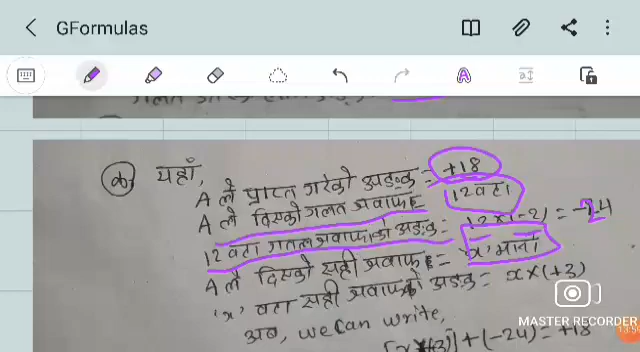 GFormulas
(क) यहाँ,
A ले प्राप्त गरेको अङ्क = +18
A ले दिएको गलत जवाफ = 12 वटा
12 वटा गलत जवाफको अङ्क = 12 × (-2) = -24
A ले दिएको सही जवाफ = 'x' मानौं
'x' वटा सही जवाफको अङ्क = x × (+3)
अब, we can write,
[x × (+3)] + (-24) = +18
MASTER RECORDER